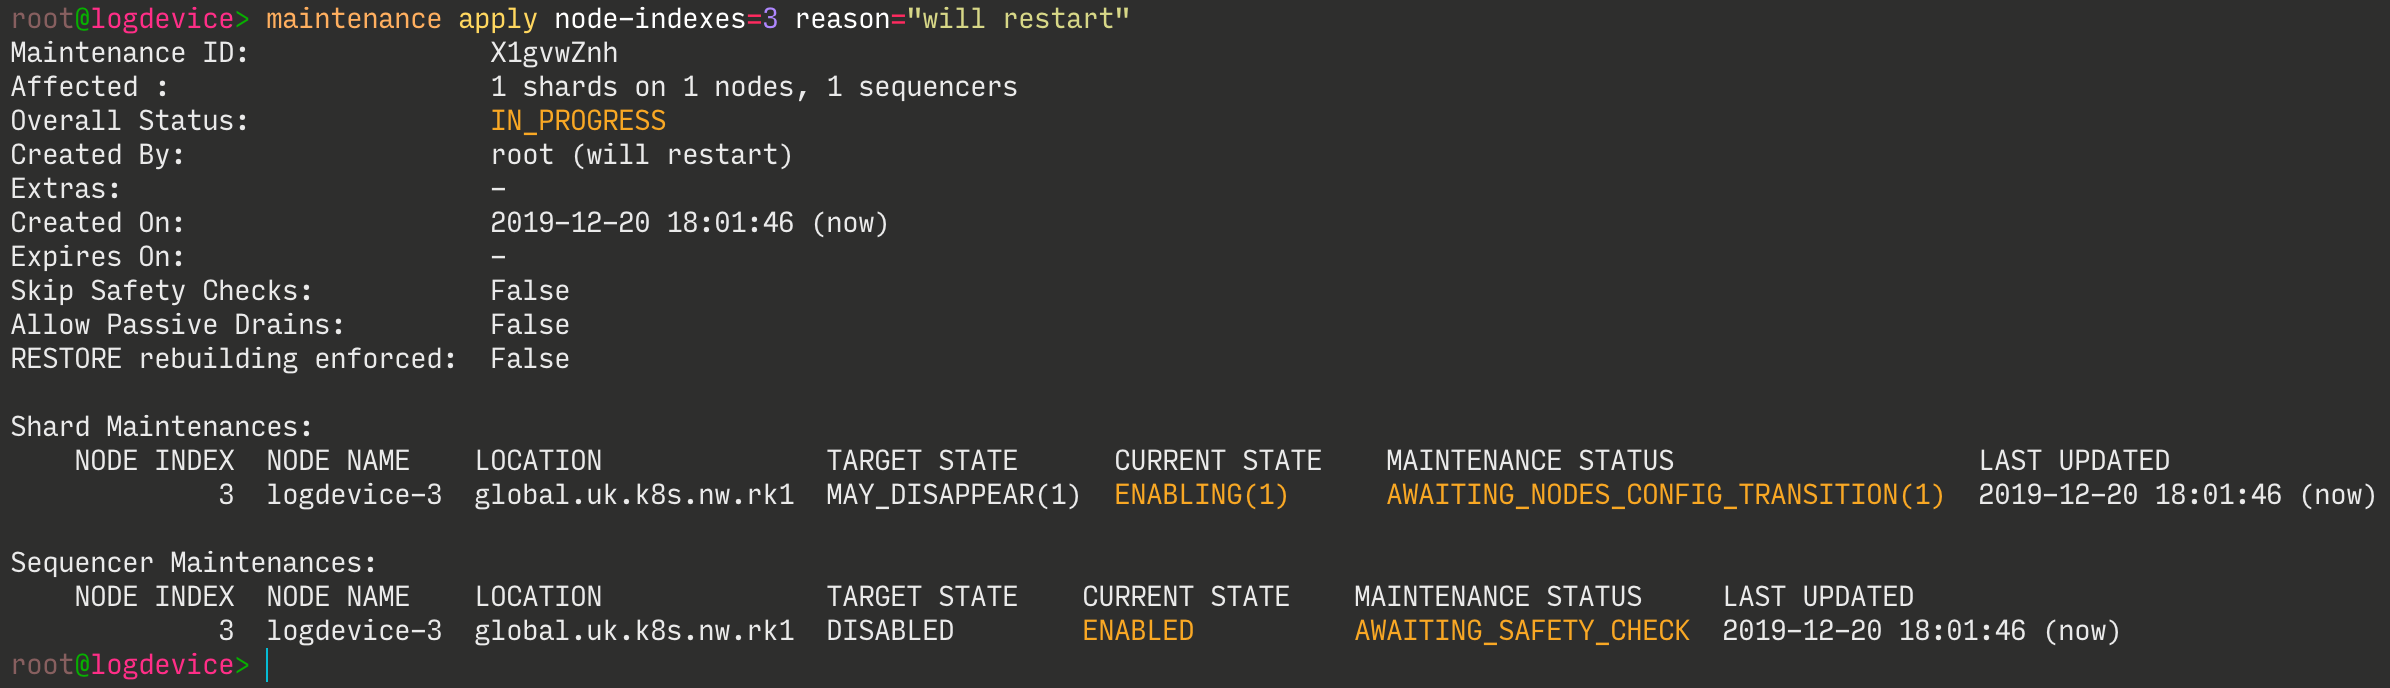 root@logdevice> maintenance apply node-indexes=3 reason="will restart"
Maintenance ID: X1gvwZnh
Affected : 1 shards on 1 nodes, 1 sequencers
Overall Status: IN_PROGRESS
Created By: root (will restart)
Extras: -
Created On: 2019-12-20 18:01:46 (now)
Expires On: -
Skip Safety Checks: False
Allow Passive Drains: False
RESTORE rebuilding enforced: False
Shard Maintenances:
NODE INDEX NODE NAME LOCATION TARGET STATE CURRENT STATE MAINTENANCE STATUS LAST UPDATED
3 logdevice-3 global.uk.k8s.nw.rk1 MAY_DISAPPEAR(1) ENABLING(1) AWAITING_NODES_CONFIG_TRANSITION(1) 2019-12-20 18:01:46 (now)
Sequencer Maintenances:
NODE INDEX NODE NAME LOCATION TARGET STATE CURRENT STATE MAINTENANCE STATUS LAST UPDATED
3 logdevice-3 global.uk.k8s.nw.rk1 DISABLED ENABLED AWAITING_SAFETY_CHECK 2019-12-20 18:01:46 (now)
root@logdevice>